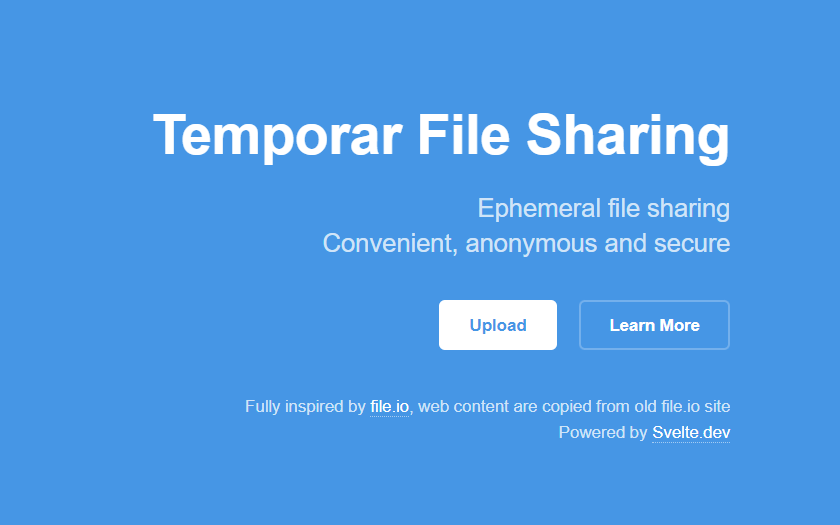 Temporar File Sharing
Ephemeral file sharing
Convenient, anonymous and secure
Upload
Learn More
Fully inspired by file.io, web content are copied from old file.io site
Powered by Svelte.dev